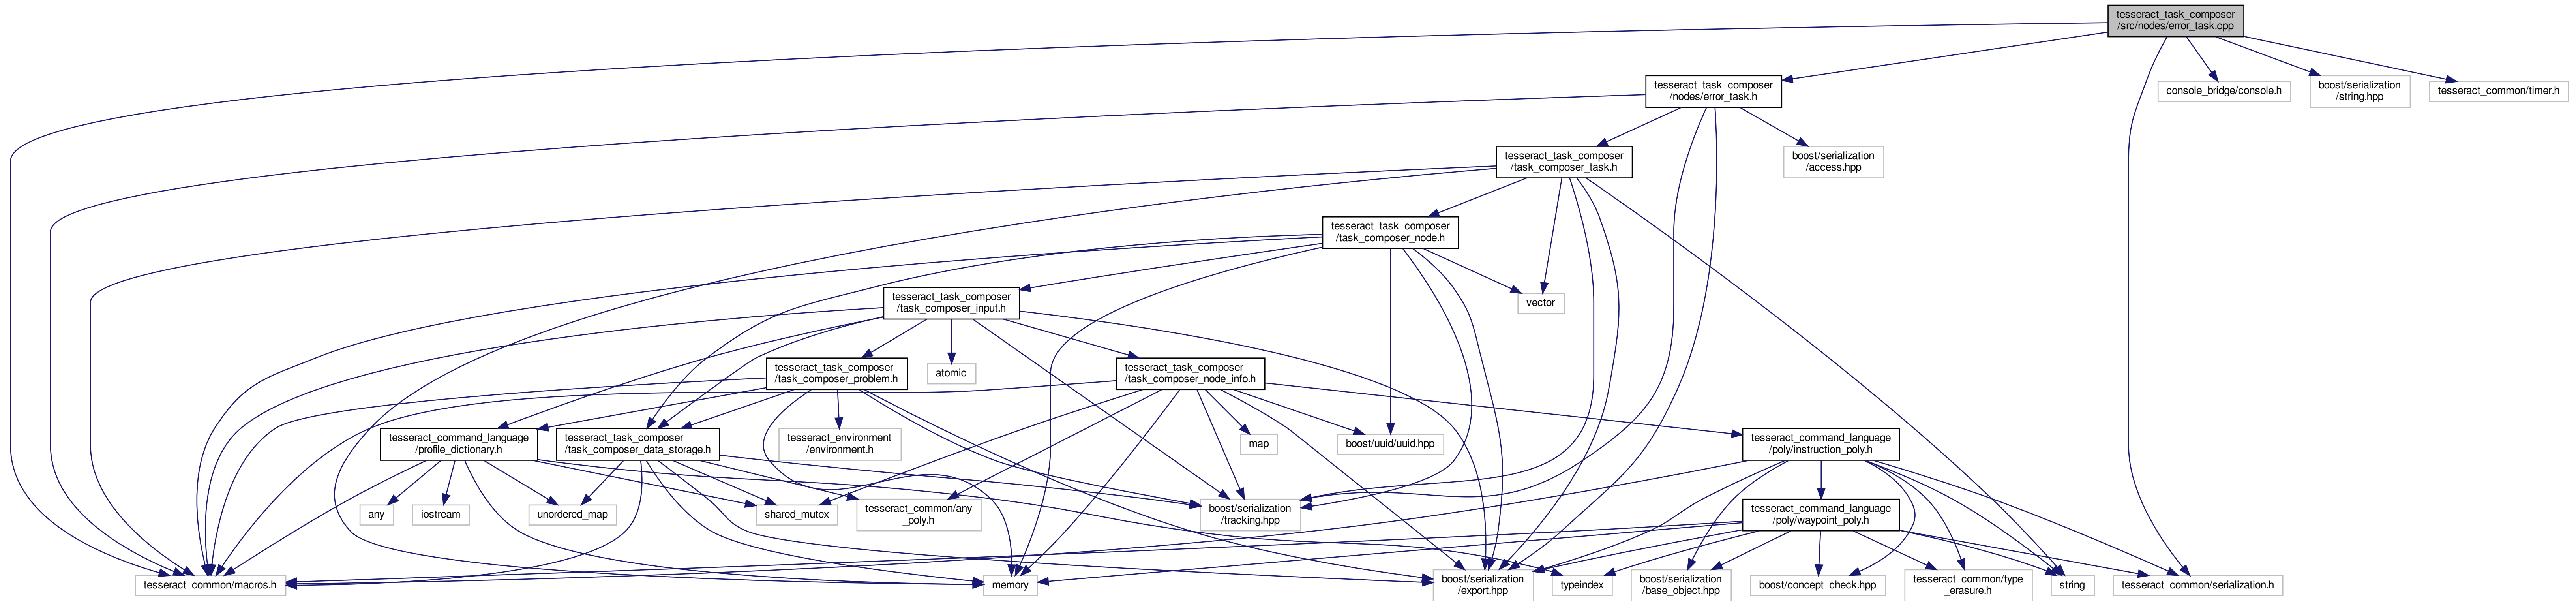 tesseract_task_composer
/src/nodes/error_task.cpp
tesseract_task_composer
/nodes/error_task.h
console_bridge/console.h
boost/serialization
/string.hpp
tesseract_common/timer.h
tesseract_task_composer
/task_composer_task.h
boost/serialization
/access.hpp
tesseract_task_composer
/task_composer_node.h
tesseract_task_composer
/task_composer_input.h
vector
tesseract_task_composer
/task_composer_problem.h
atomic
tesseract_task_composer
/task_composer_node_info.h
tesseract_command_language
/profile_dictionary.h
tesseract_task_composer
/task_composer_data_storage.h
tesseract_environment
/environment.h
map
boost/uuid/uuid.hpp
tesseract_command_language
/poly/instruction_poly.h
any
iostream
unordered_map
shared_mutex
tesseract_common/any
_poly.h
boost/serialization
/tracking.hpp
tesseract_command_language
/poly/waypoint_poly.h
tesseract_common/macros.h
memory
boost/serialization
/export.hpp
typeindex
boost/serialization
/base_object.hpp
boost/concept_check.hpp
tesseract_common/type
_erasure.h
string
tesseract_common/serialization.h